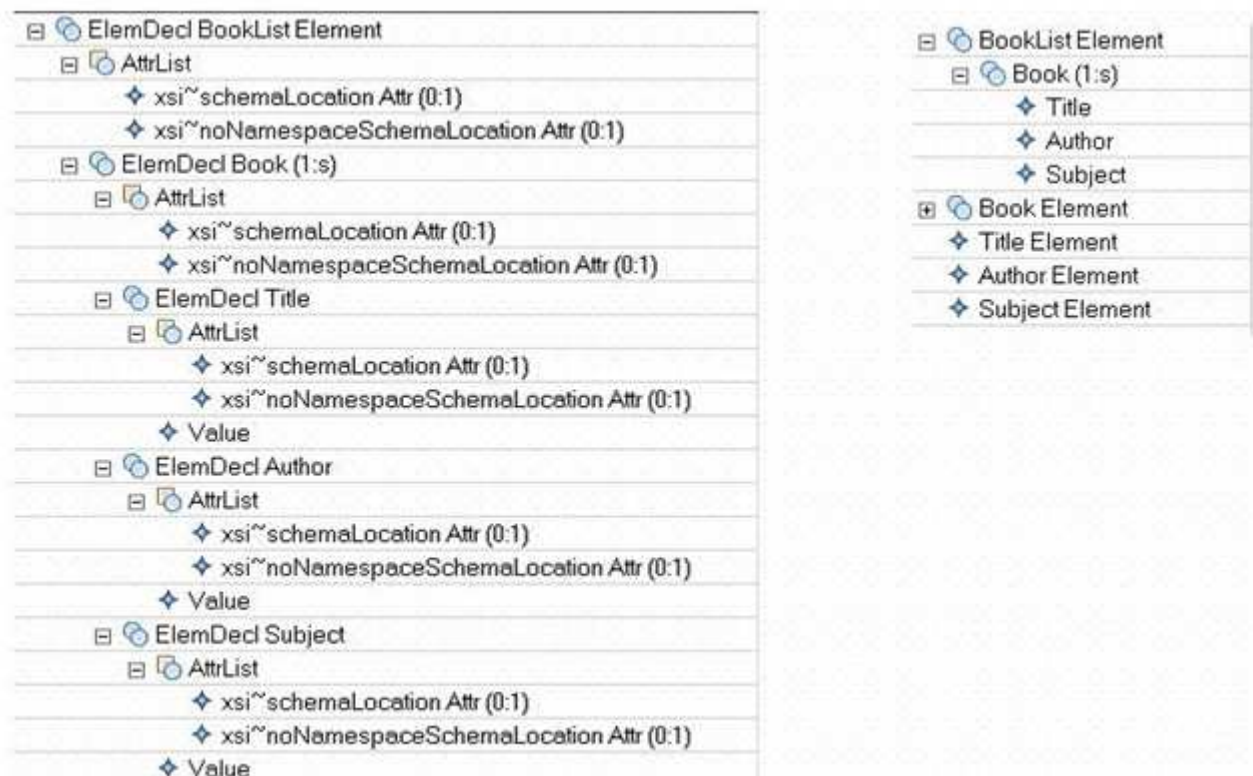 ElemDecl BookList Element
AttrList
xsi~schemaLocation Attr (0:1)
xsi~noNamespaceSchemaLocation Attr (0:1)
ElemDecl Book (1:s)
AttrList
xsi~schemaLocation Attr (0:1)
xsi~noNamespaceSchemaLocation Attr (0:1)
ElemDecl Title
AttrList
xsi~schemaLocation Attr (0:1)
xsi~noNamespaceSchemaLocation Attr (0:1)
Value
ElemDecl Author
AttrList
xsi~schemaLocation Attr (0:1)
xsi~noNamespaceSchemaLocation Attr (0:1)
Value
ElemDecl Subject
AttrList
xsi~schemaLocation Attr (0:1)
xsi~noNamespaceSchemaLocation Attr (0:1)
Value
BookList Element
Book (1:s)
Title
Author
Subject
Book Element
Title Element
Author Element
Subject Element